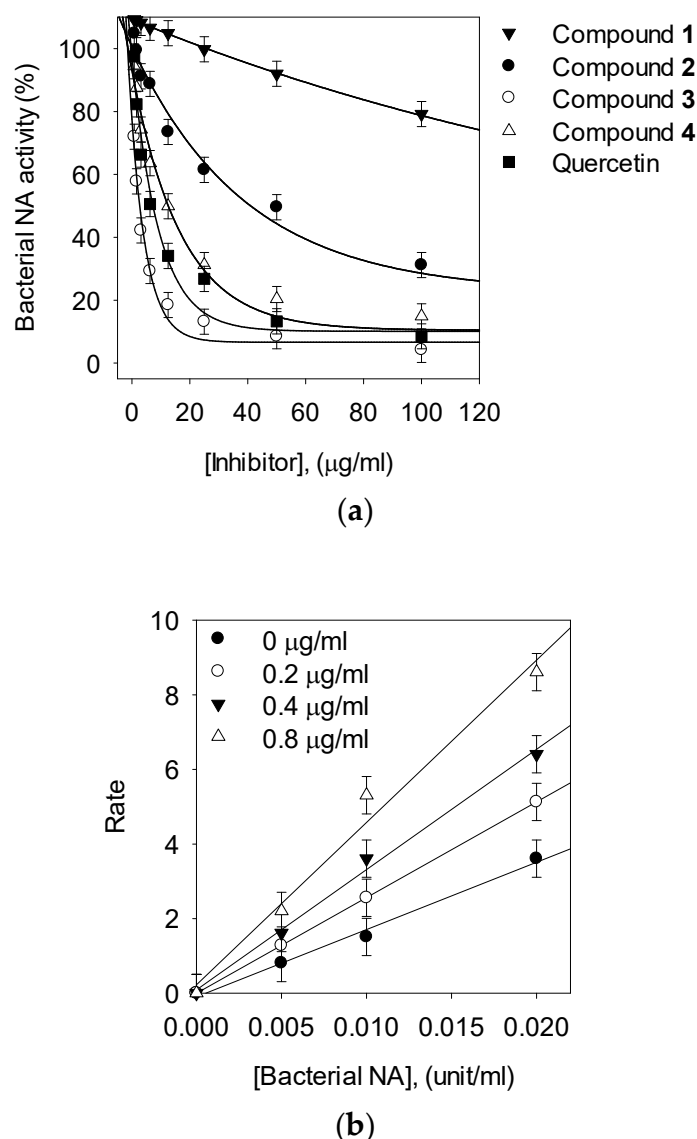 100
80
60
40
20
0
Bacterial NA activity (%)
0 20 40 60 80 100 120
[Inhibitor], (μg/ml)
Compound 1
Compound 2
Compound 3
Compound 4
Quercetin
(a)
10
8
6
4
2
0
Rate
0 μg/ml
0.2 μg/ml
0.4 μg/ml
0.8 μg/ml
0.000 0.005 0.010 0.015 0.020
[Bacterial NA], (unit/ml)
(b)